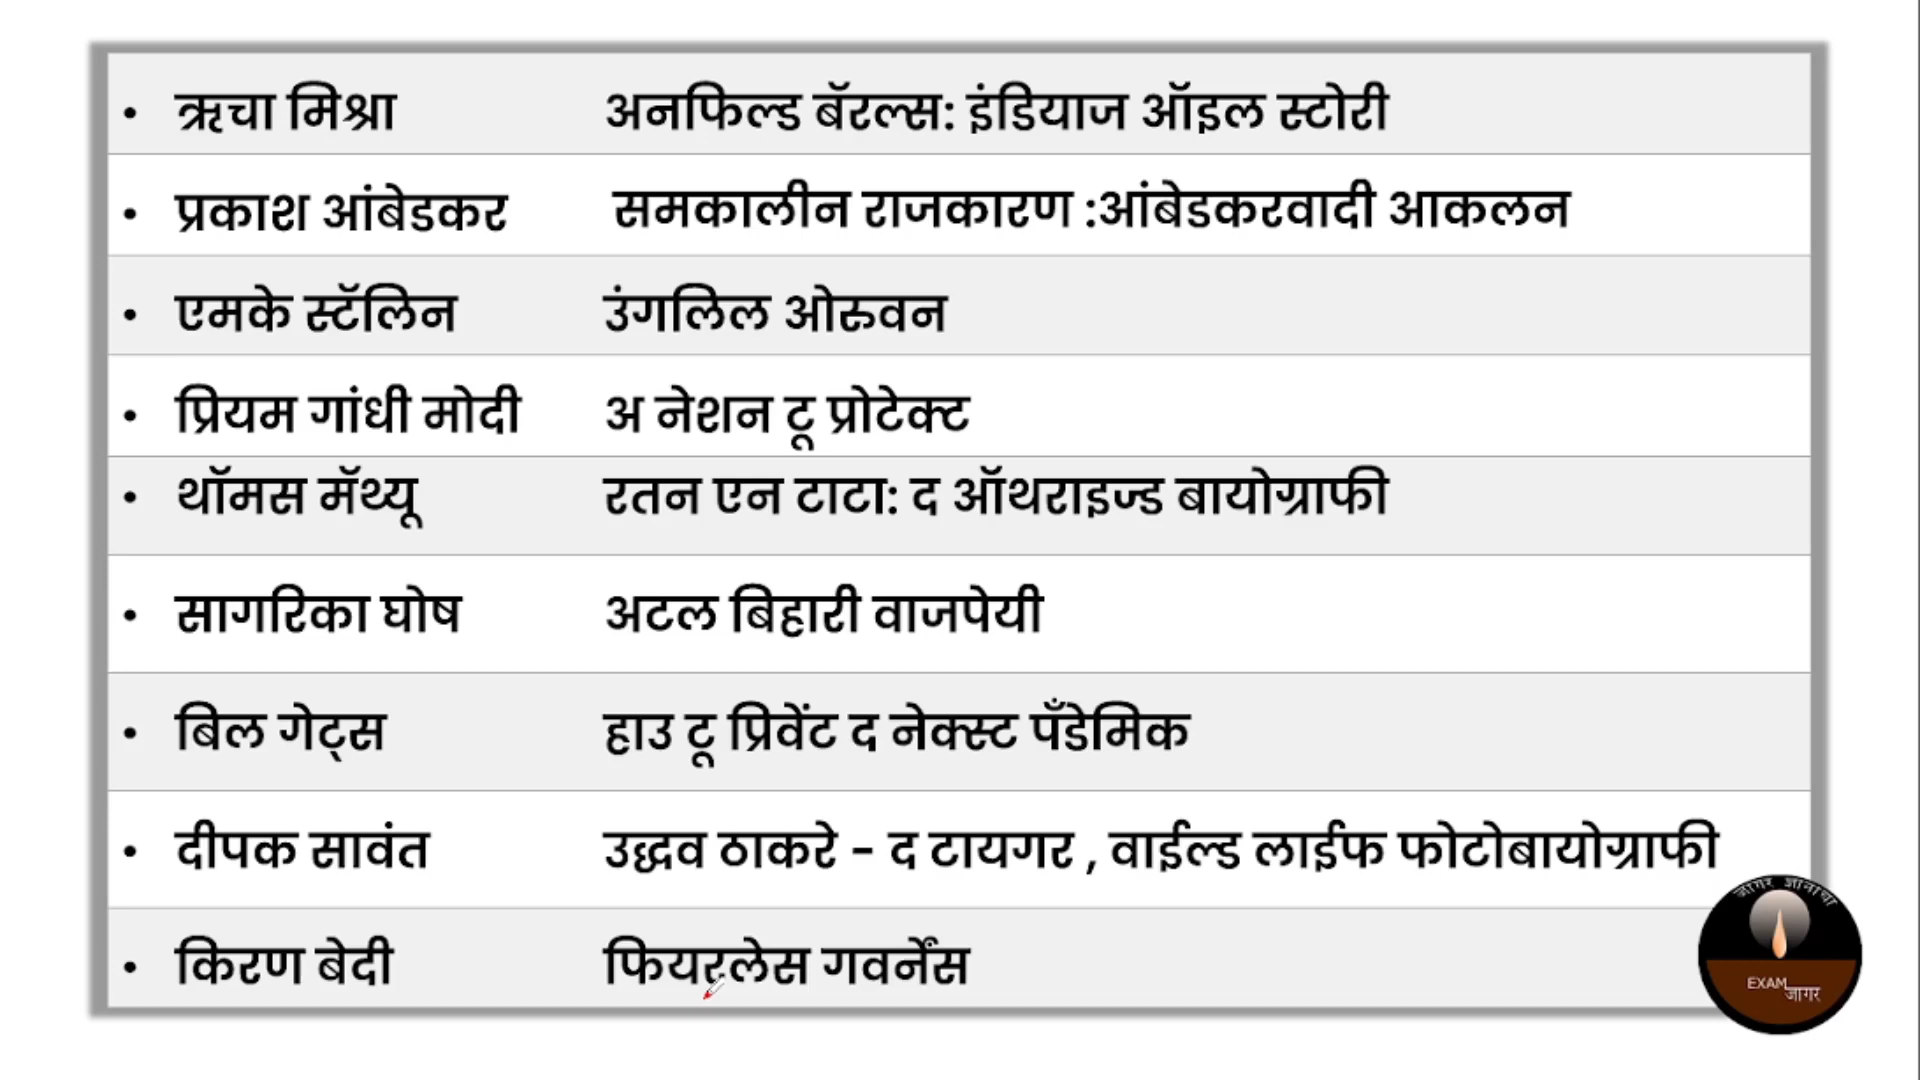 • ऋचा मिश्रा अनफिल्ड बॅरल्स: इंडियाज ऑइल स्टोरी
• प्रकाश आंबेडकर समकालीन राजकारण :आंबेडकरवादी आकलन
• एमके स्टॅलिन उंगलिल ओरुवन
• प्रियम गांधी मोदी अ नेशन टू प्रोटेक्ट
• थॉमस मॅथ्यू रतन एन टाटा: द ऑथराइज्ड बायोग्राफी
• सागरिका घोष अटल बिहारी वाजपेयी
• बिल गेट्स हाउ टू प्रिवेंट द नेक्स्ट पँडेमिक
• दीपक सावंत उद्धव ठाकरे - द टायगर , वाईल्ड लाईफ फोटोबायोग्राफी
• किरण बेदी फियरलेस गवर्नेंस
जागर ज्ञानाचा
EXAM जागर